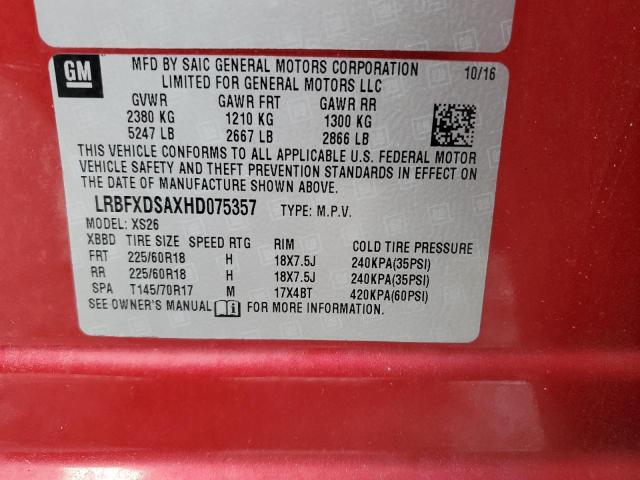 GM
MFD BY SAIC GENERAL MOTORS CORPORATION 10/16
LIMITED FOR GENERAL MOTORS LLC
GVWR GAWR FRT GAWR RR
2380 KG 1210 KG 1300 KG
5247 LB 2667 LB 2866 LB
THIS VEHICLE CONFORMS TO ALL APPLICABLE U.S. FEDERAL MOTOR
VEHICLE SAFETY AND THEFT PREVENTION STANDARDS IN EFFECT ON
THE DATE OF MANUFACTURE SHOWN ABOVE.
LRBFXDSAXHD075357 TYPE: M.P.V.
MODEL: XS26
XBBD TIRE SIZE SPEED RTG RIM COLD TIRE PRESSURE
FRT 225/60R18 H 18X7.5J 240KPA(35PSI)
RR 225/60R18 H 18X7.5J 240KPA(35PSI)
SPA T145/70R17 M 17X4BT 420KPA(60PSI)
SEE OWNER'S MANUAL FOR MORE INFORMATION.